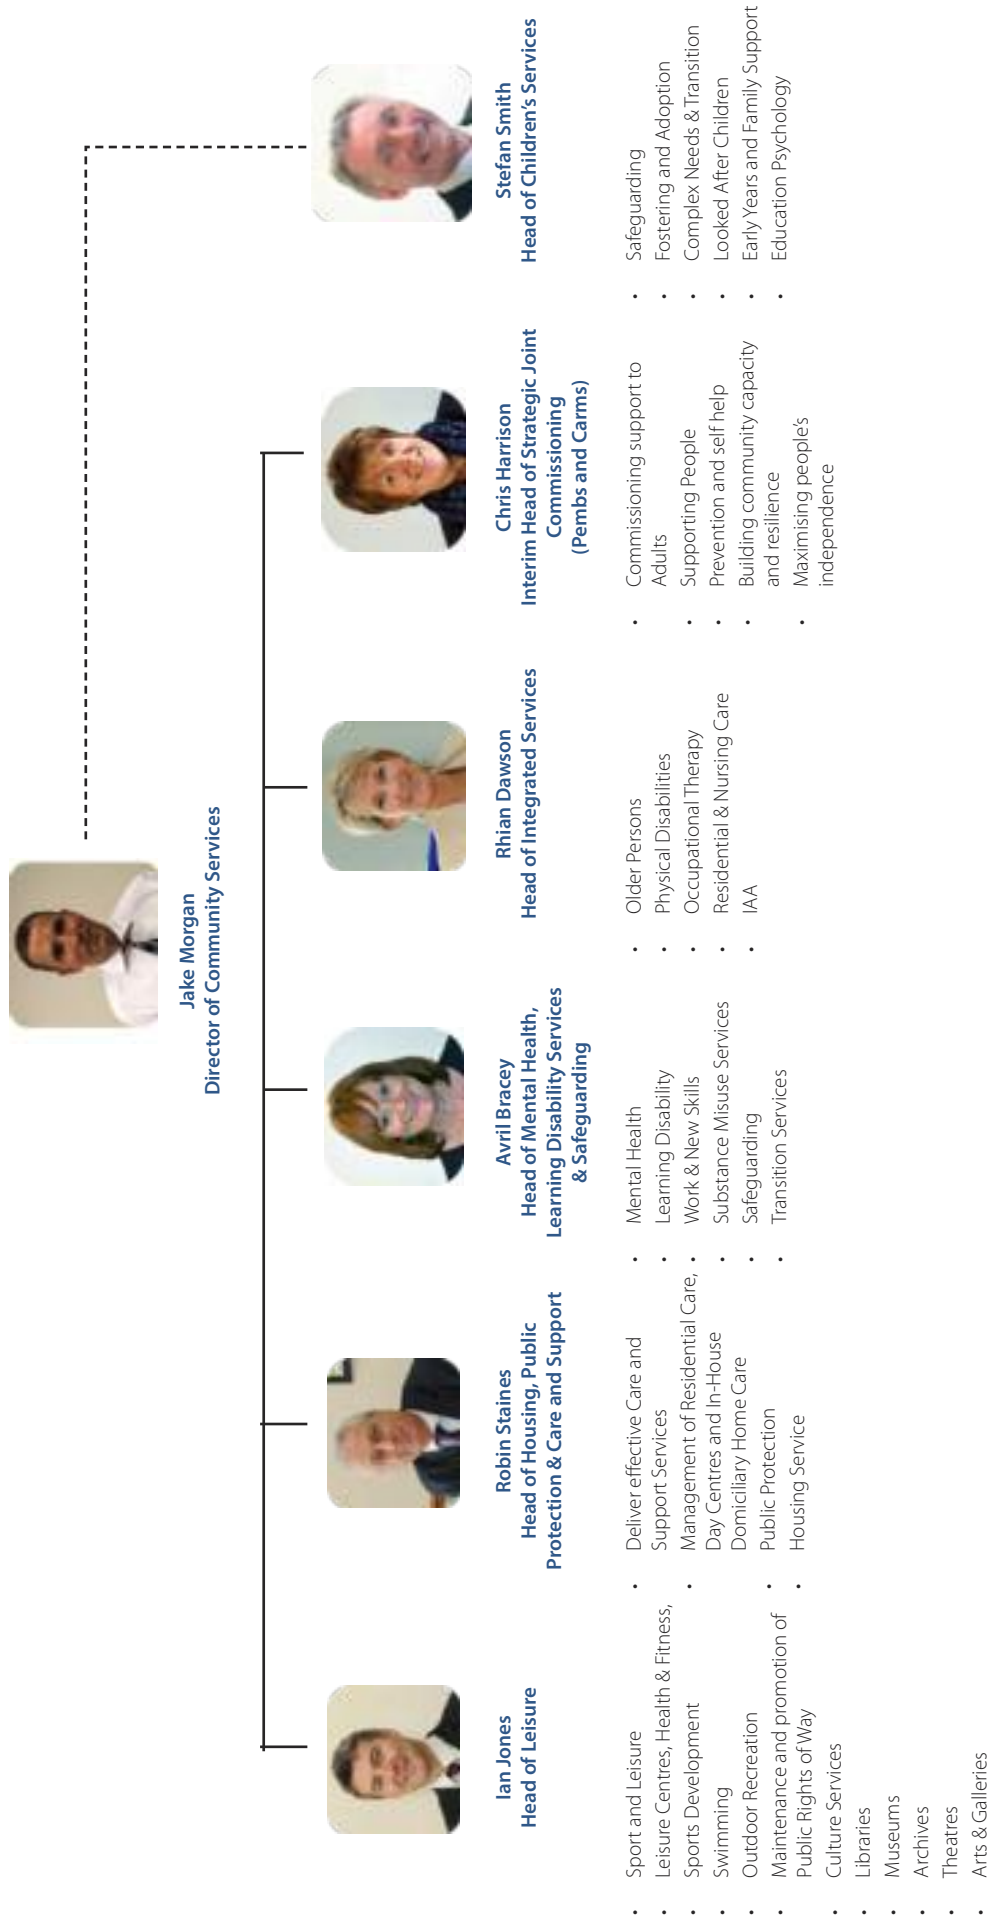 Jake Morgan
Director of Community Services
Ian Jones
Head of Leisure
• Sport and Leisure
• Leisure Centres, Health & Fitness,
• Sports Development
• Swimming
• Outdoor Recreation
• Maintenance and promotion of
Public Rights of Way
• Culture Services
• Libraries
• Museums
• Archives
• Theatres
• Arts & Galleries
Robin Staines
Head of Housing, Public
Protection & Care and Support
• Deliver effective Care and
Support Services
• Management of Residential Care,
Day Centres and In-House
Domiciliary Home Care
• Public Protection
• Housing Service
Avril Bracey
Head of Mental Health,
Learning Disability Services
& Safeguarding
• Mental Health
• Learning Disability
• Work & New Skills
• Substance Misuse Services
• Safeguarding
• Transition Services
Rhian Dawson
Head of Integrated Services
• Older Persons
• Physical Disabilities
• Occupational Therapy
• Residential & Nursing Care
• IAA
Chris Harrison
Interim Head of Strategic Joint
Commissioning
(Pembs and Carms)
• Commissioning support to
Adults
• Supporting People
• Prevention and self help
• Building community capacity
and resilience
• Maximising people's
independence
Stefan Smith
Head of Children's Services
• Safeguarding
• Fostering and Adoption
• Complex Needs & Transition
• Looked After Children
• Early Years and Family Support
• Education Psychology